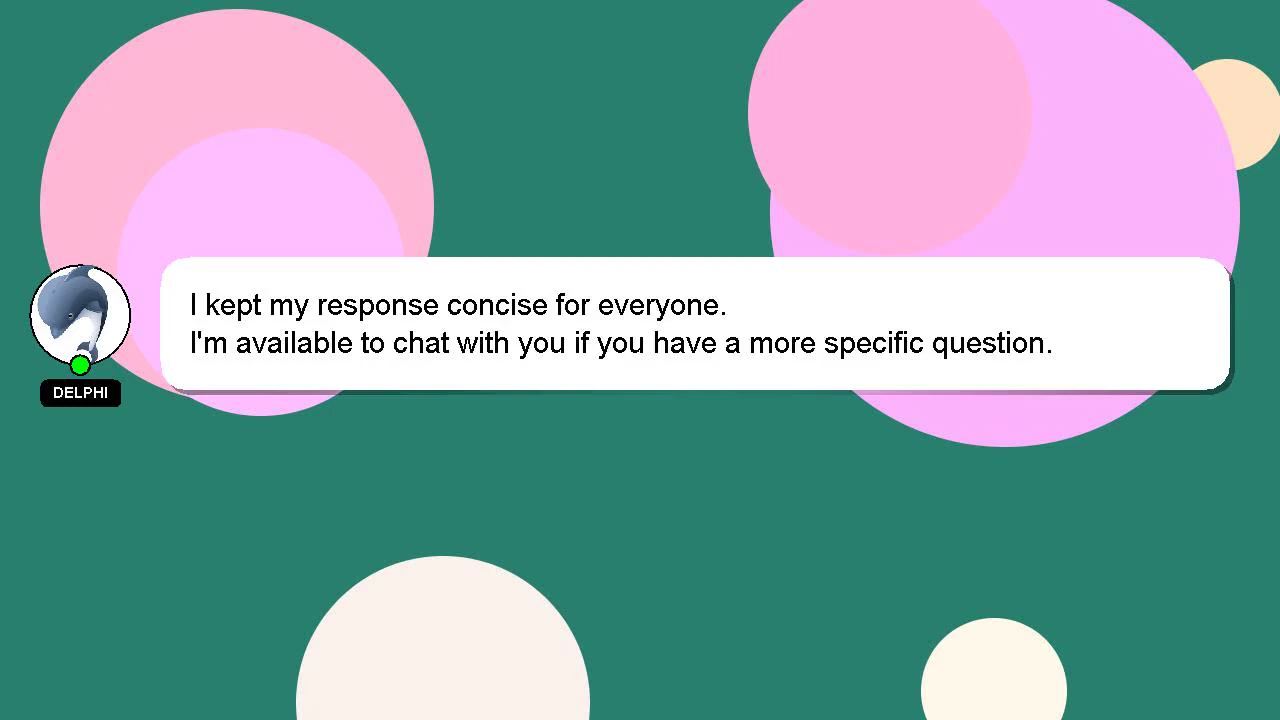 I kept my response concise for everyone.
I'm available to chat with you if you have a more specific question.
DELPHI